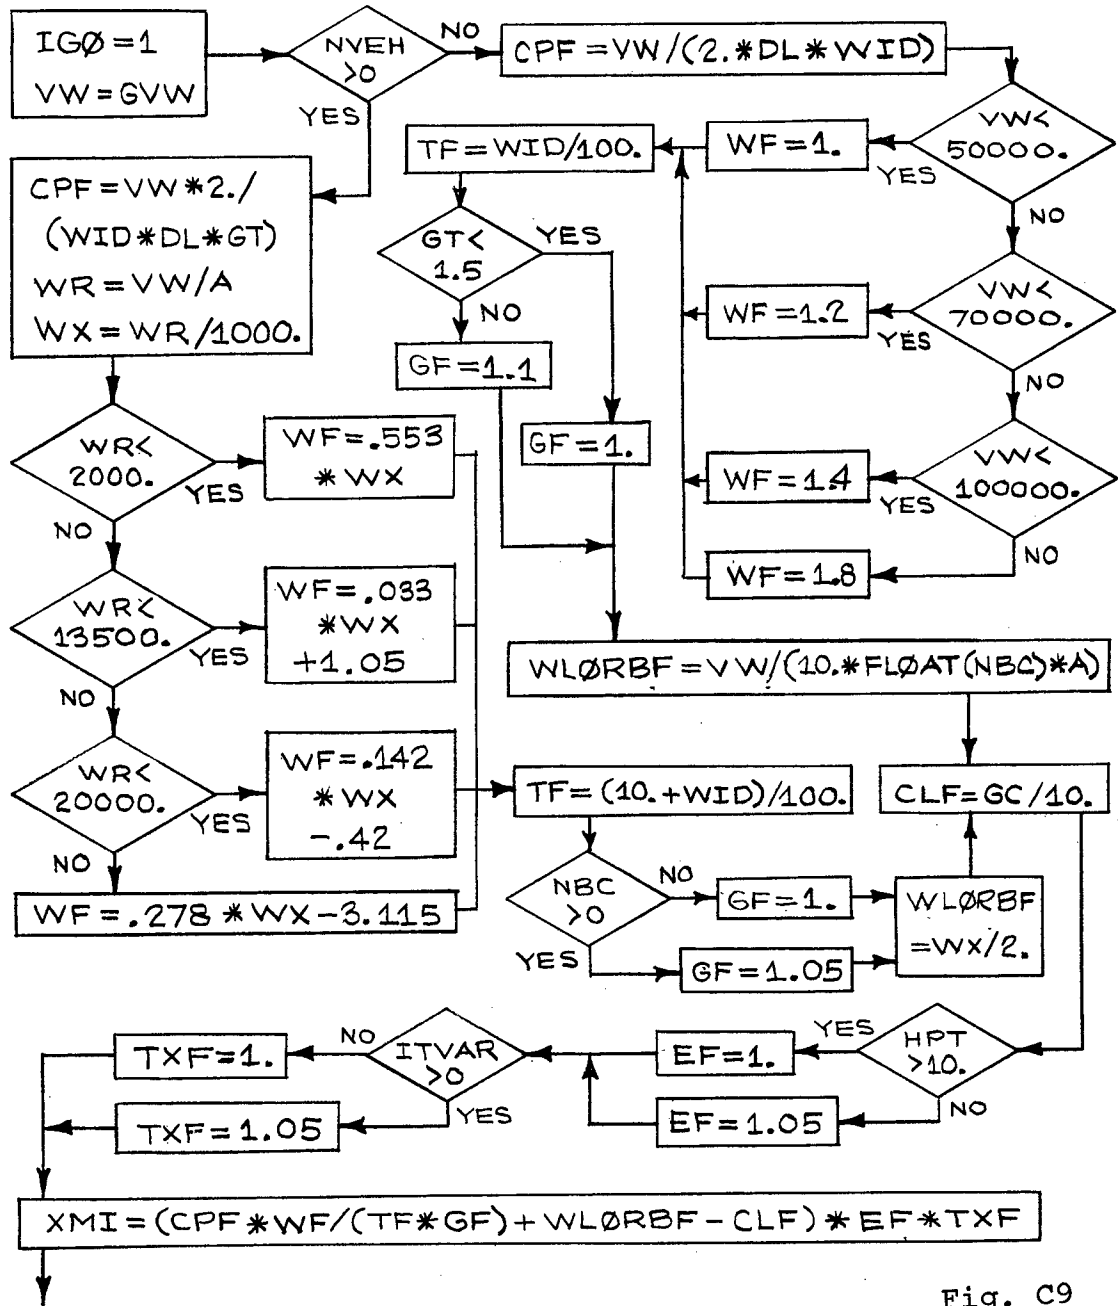 IGØ=1
VW=GVW
NVEH
>0
NO
YES
CPF=VW/(2.*DL*WID)
VW<
50000.
YES
NO
WF=1.
TF=WID/100.
GT<
1.5
YES
NO
GF=1.1
GF=1.
VW<
70000.
YES
NO
WF=1.2
VW<
100000.
YES
NO
WF=1.4
WF=1.8
CPF=VW*2./
(WID*DL*GT)
WR=VW/A
WX=WR/1000.
WR<
2000.
YES
NO
WF=.553
*WX
WR<
13500.
YES
NO
WF=.033
*WX
+1.05
WR<
20000.
YES
NO
WF=.142
*WX
-.42
WF=.278*WX-3.115
WLØRBF=VW/(10.*FLØAT(NBC)*A)
TF=(10.+WID)/100.
CLF=GC/10.
NBC
>0
NO
YES
GF=1.
GF=1.05
WLØRBF
=WX/2.
HPT
>10.
YES
NO
EF=1.
EF=1.05
ITVAR
>0
NO
YES
TXF=1.
TXF=1.05
XMI=(CPF*WF/(TF*GF)+WLØRBF-CLF)*EF*TXF
Fig. C9